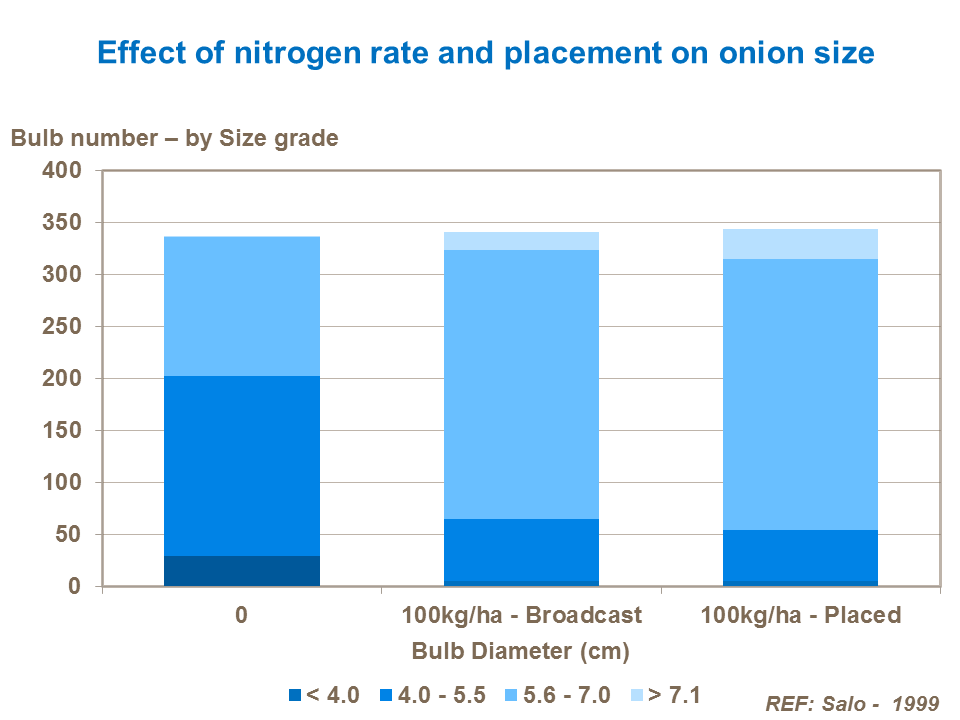 Effect of nitrogen rate and placement on onion size
Bulb number – by Size grade
400
350
300
250
200
150
100
50
0
0 100kg/ha - Broadcast 100kg/ha - Placed
Bulb Diameter (cm)
< 4.0 4.0 - 5.5 5.6 - 7.0 > 7.1
REF: Salo - 1999